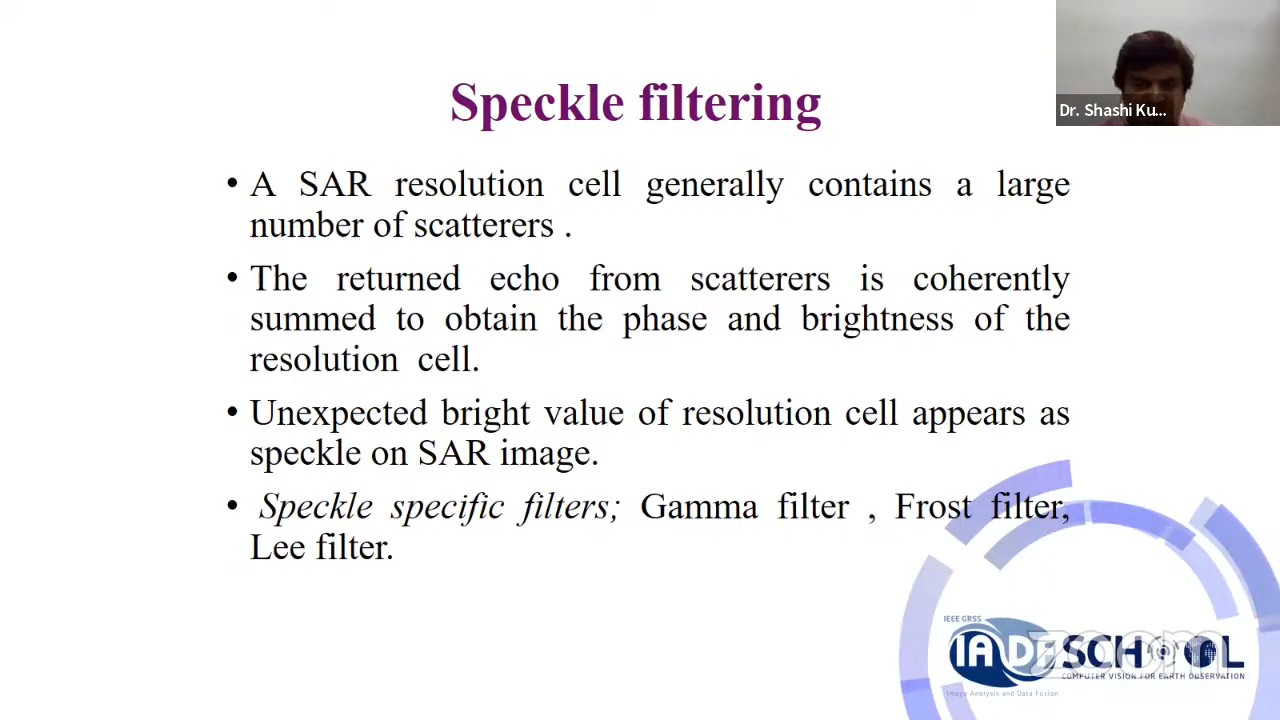 Speckle filtering
Dr. Shashi Ku...
• A SAR resolution cell generally contains a large
number of scatterers .
• The returned echo from scatterers is coherently
summed to obtain the phase and brightness of the
resolution cell.
• Unexpected bright value of resolution cell appears as
speckle on SAR image.
• Speckle specific filters; Gamma filter , Frost filter,
Lee filter.
IEEE GRSS
IADF SCHOOL
zoom
COMPUTER VISION FOR EARTH OBSERVATION
Image Analysis and Data Fusion